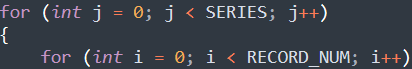 for (int j = 0; j < SERIES; j++)
{
    for (int i = 0; i < RECORD_NUM; i++)